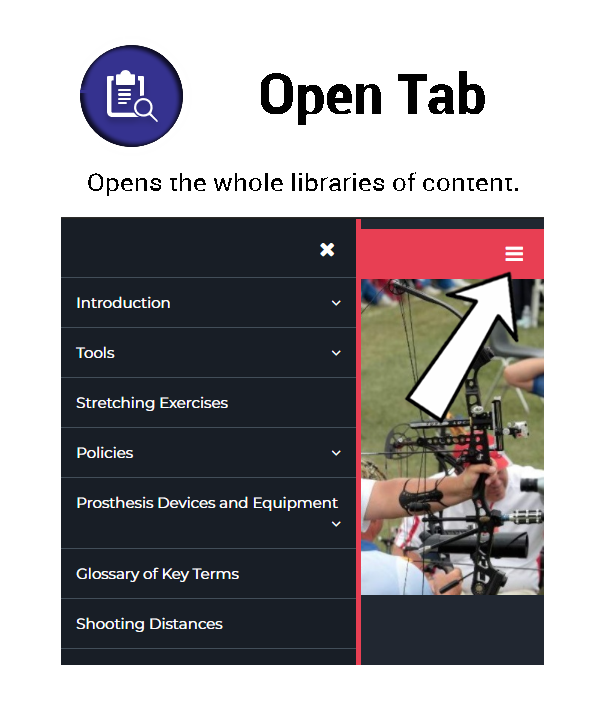 Open Tab
Opens the whole libraries of content.
Introduction
Tools
Stretching Exercises
Policies
Prosthesis Devices and Equipment
Glossary of Key Terms
Shooting Distances